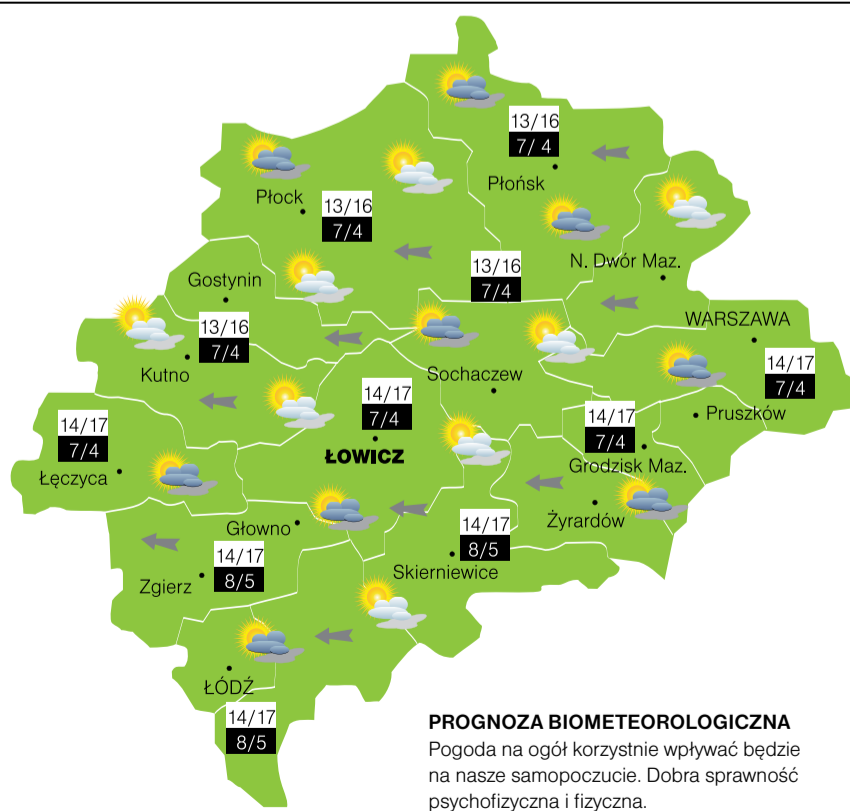 13/16
7/ 4
Płońsk
Płock
13/16
7/4
13/16
7/4
N. Dwór Maz.
Gostynin
13/16
7/4
Kutno
WARSZAWA
14/17
7/4
Sochaczew
14/17
7/4
ŁOWICZ
Pruszków
14/17
7/4
Grodzisk Maz.
14/17
7/4
Łęczyca
Żyrardów
Głowno
14/17
8/5
Skierniewice
14/17
8/5
Zgierz
ŁÓDŹ
14/17
8/5
PROGNOZA BIOMETEOROLOGICZNA
Pogoda na ogół korzystnie wpływać będzie
na nasze samopoczucie. Dobra sprawność
psychofizyczna i fizyczna.